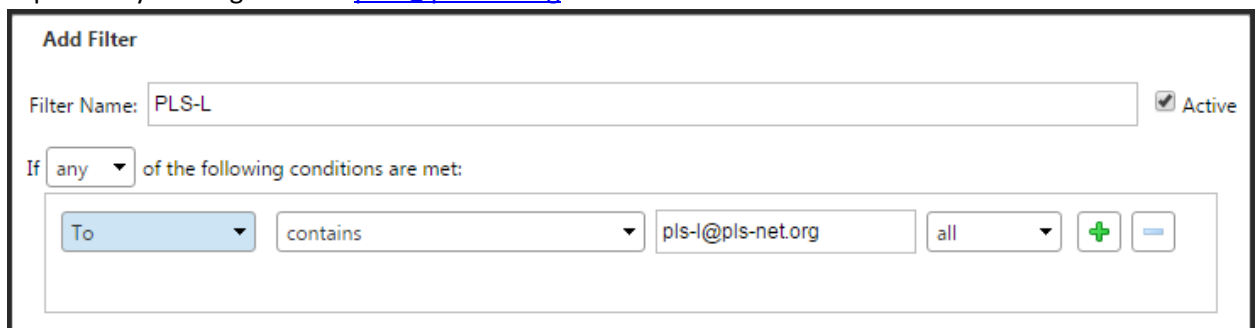 Add Filter
Filter Name: PLS-L Active
If any of the following conditions are met:
To contains pls-l@pls-net.org all